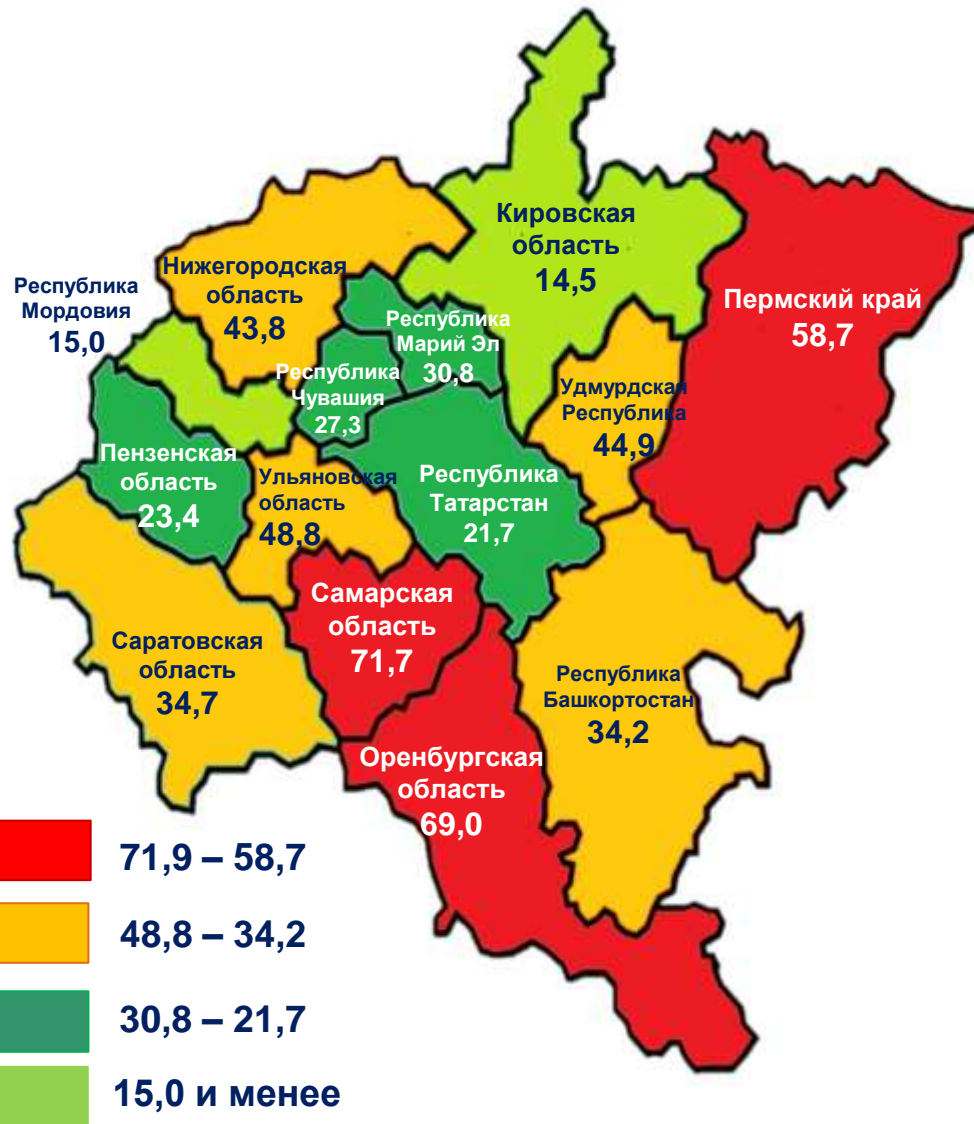 Кировская
область
14,5
Нижегородская
область
43,8
Республика
Мордовия
15,0
Пермский край
58,7
Республика
Марий Эл
30,8
Республика
Чувашия
27,3
Удмурдская
Республика
44,9
Пензенская
область
23,4
Ульяновская
область
48,8
Республика
Татарстан
21,7
Самарская
область
71,7
Саратовская
область
34,7
Республика
Башкортостан
34,2
Оренбургская
область
69,0
71,9 – 58,7
48,8 – 34,2
30,8 – 21,7
15,0 и менее